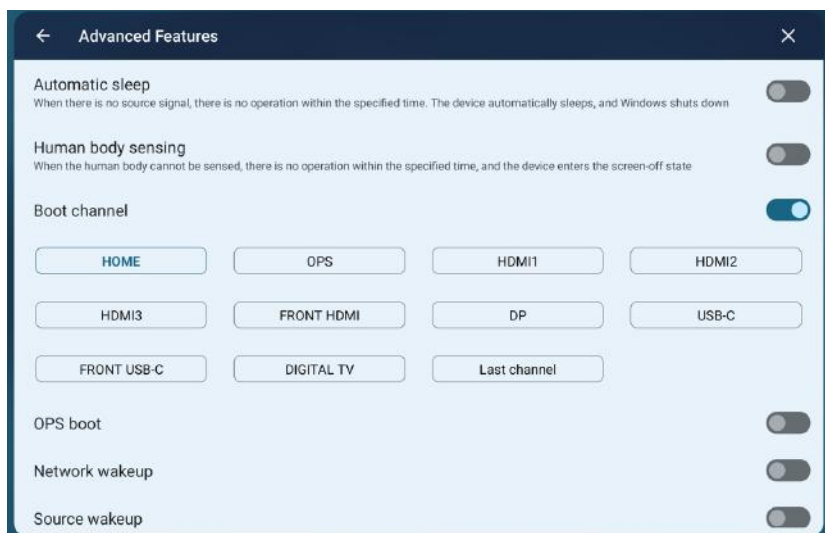 Advanced Features
Automatic sleep
When there is no source signal, there is no operation within the specified time. The device automatically sleeps, and Windows shuts down
Human body sensing
When the human body cannot be sensed, there is no operation within the specified time, and the device enters the screen-off state
Boot channel
HOME OPS HDMI1 HDMI2
HDMI3 FRONT HDMI DP USB-C
FRONT USB-C DIGITAL TV Last channel
OPS boot
Network wakeup
Source wakeup